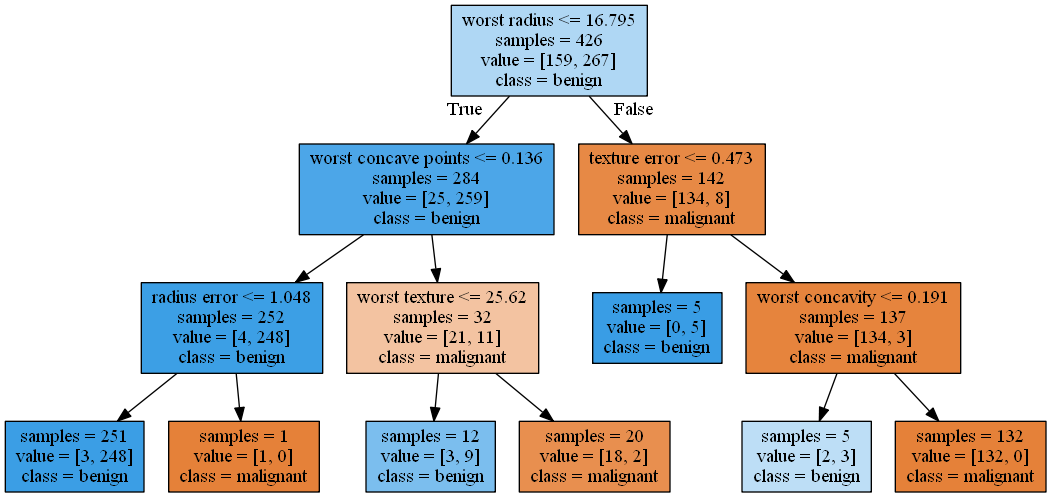 worst radius <= 16.795
samples = 426
value = [159, 267]
class = benign
True
False
worst concave points <= 0.136
samples = 284
value = [25, 259]
class = benign
texture error <= 0.473
samples = 142
value = [134, 8]
class = malignant
radius error <= 1.048
samples = 252
value = [4, 248]
class = benign
worst texture <= 25.62
samples = 32
value = [21, 11]
class = malignant
samples = 5
value = [0, 5]
class = benign
worst concavity <= 0.191
samples = 137
value = [134, 3]
class = malignant
samples = 251
value = [3, 248]
class = benign
samples = 1
value = [1, 0]
class = malignant
samples = 12
value = [3, 9]
class = benign
samples = 20
value = [18, 2]
class = malignant
samples = 5
value = [2, 3]
class = benign
samples = 132
value = [132, 0]
class = malignant